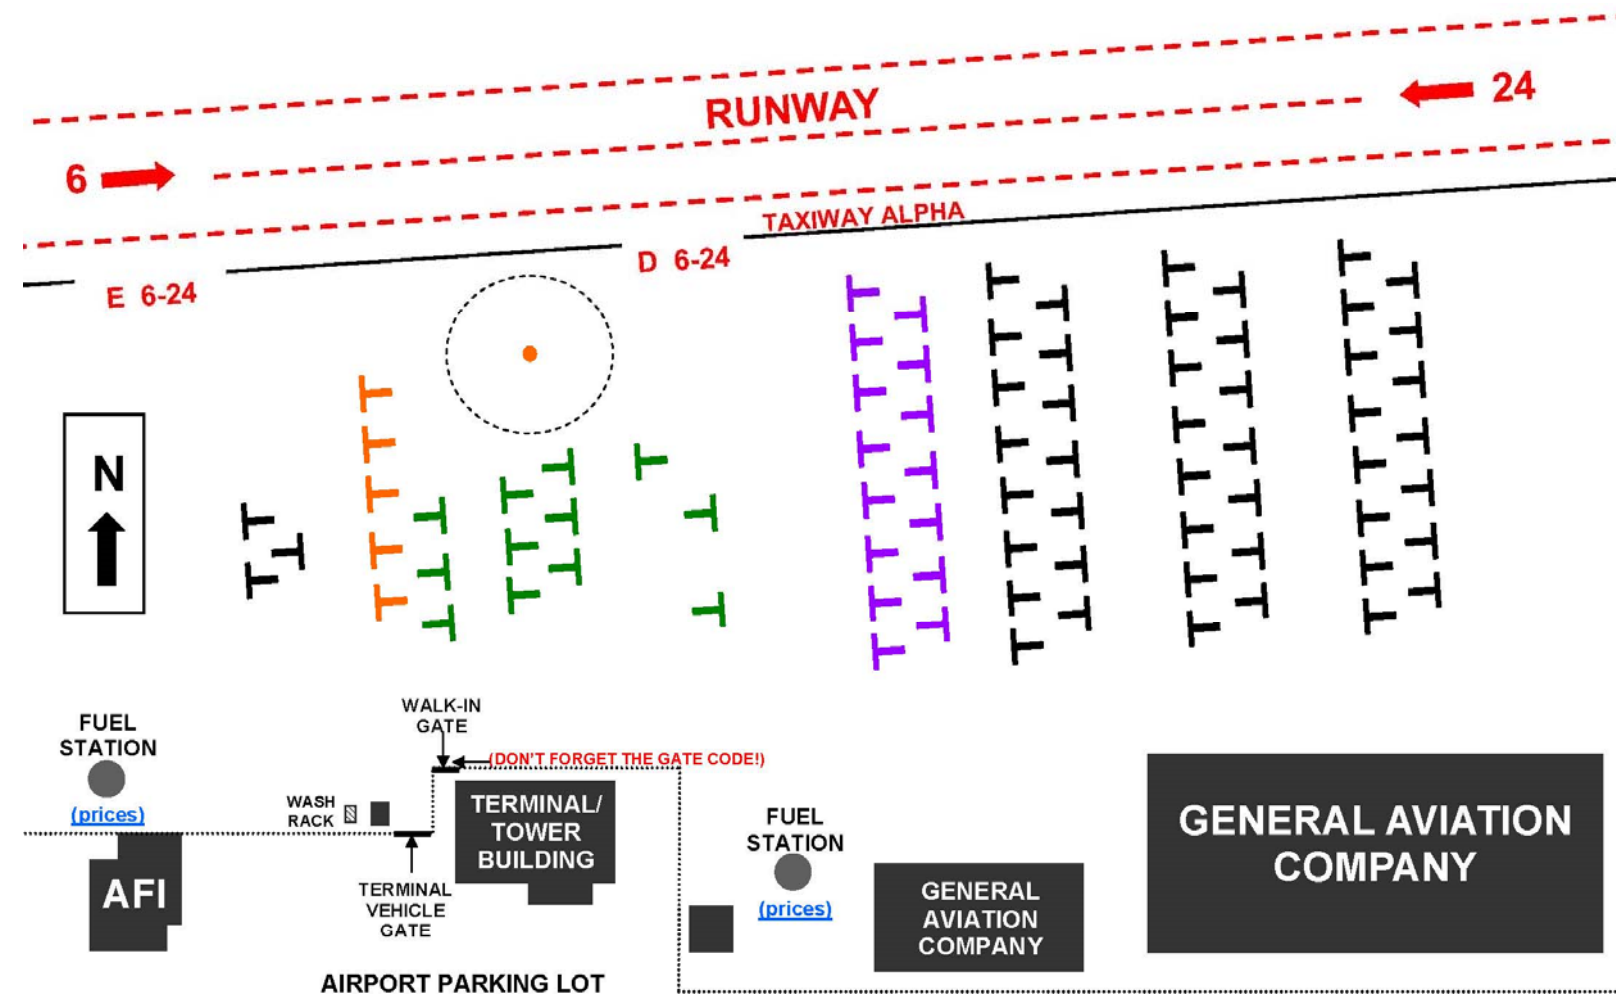 RUNWAY
24
6
TAXIWAY ALPHA
D 6-24
E 6-24
N
WALK-IN
GATE
(DON'T FORGET THE GATE CODE!)
FUEL
STATION
(prices)
WASH
RACK
TERMINAL/
TOWER
BUILDING
AFI
TERMINAL
VEHICLE
GATE
FUEL
STATION
(prices)
GENERAL
AVIATION
COMPANY
GENERAL AVIATION
COMPANY
AIRPORT PARKING LOT